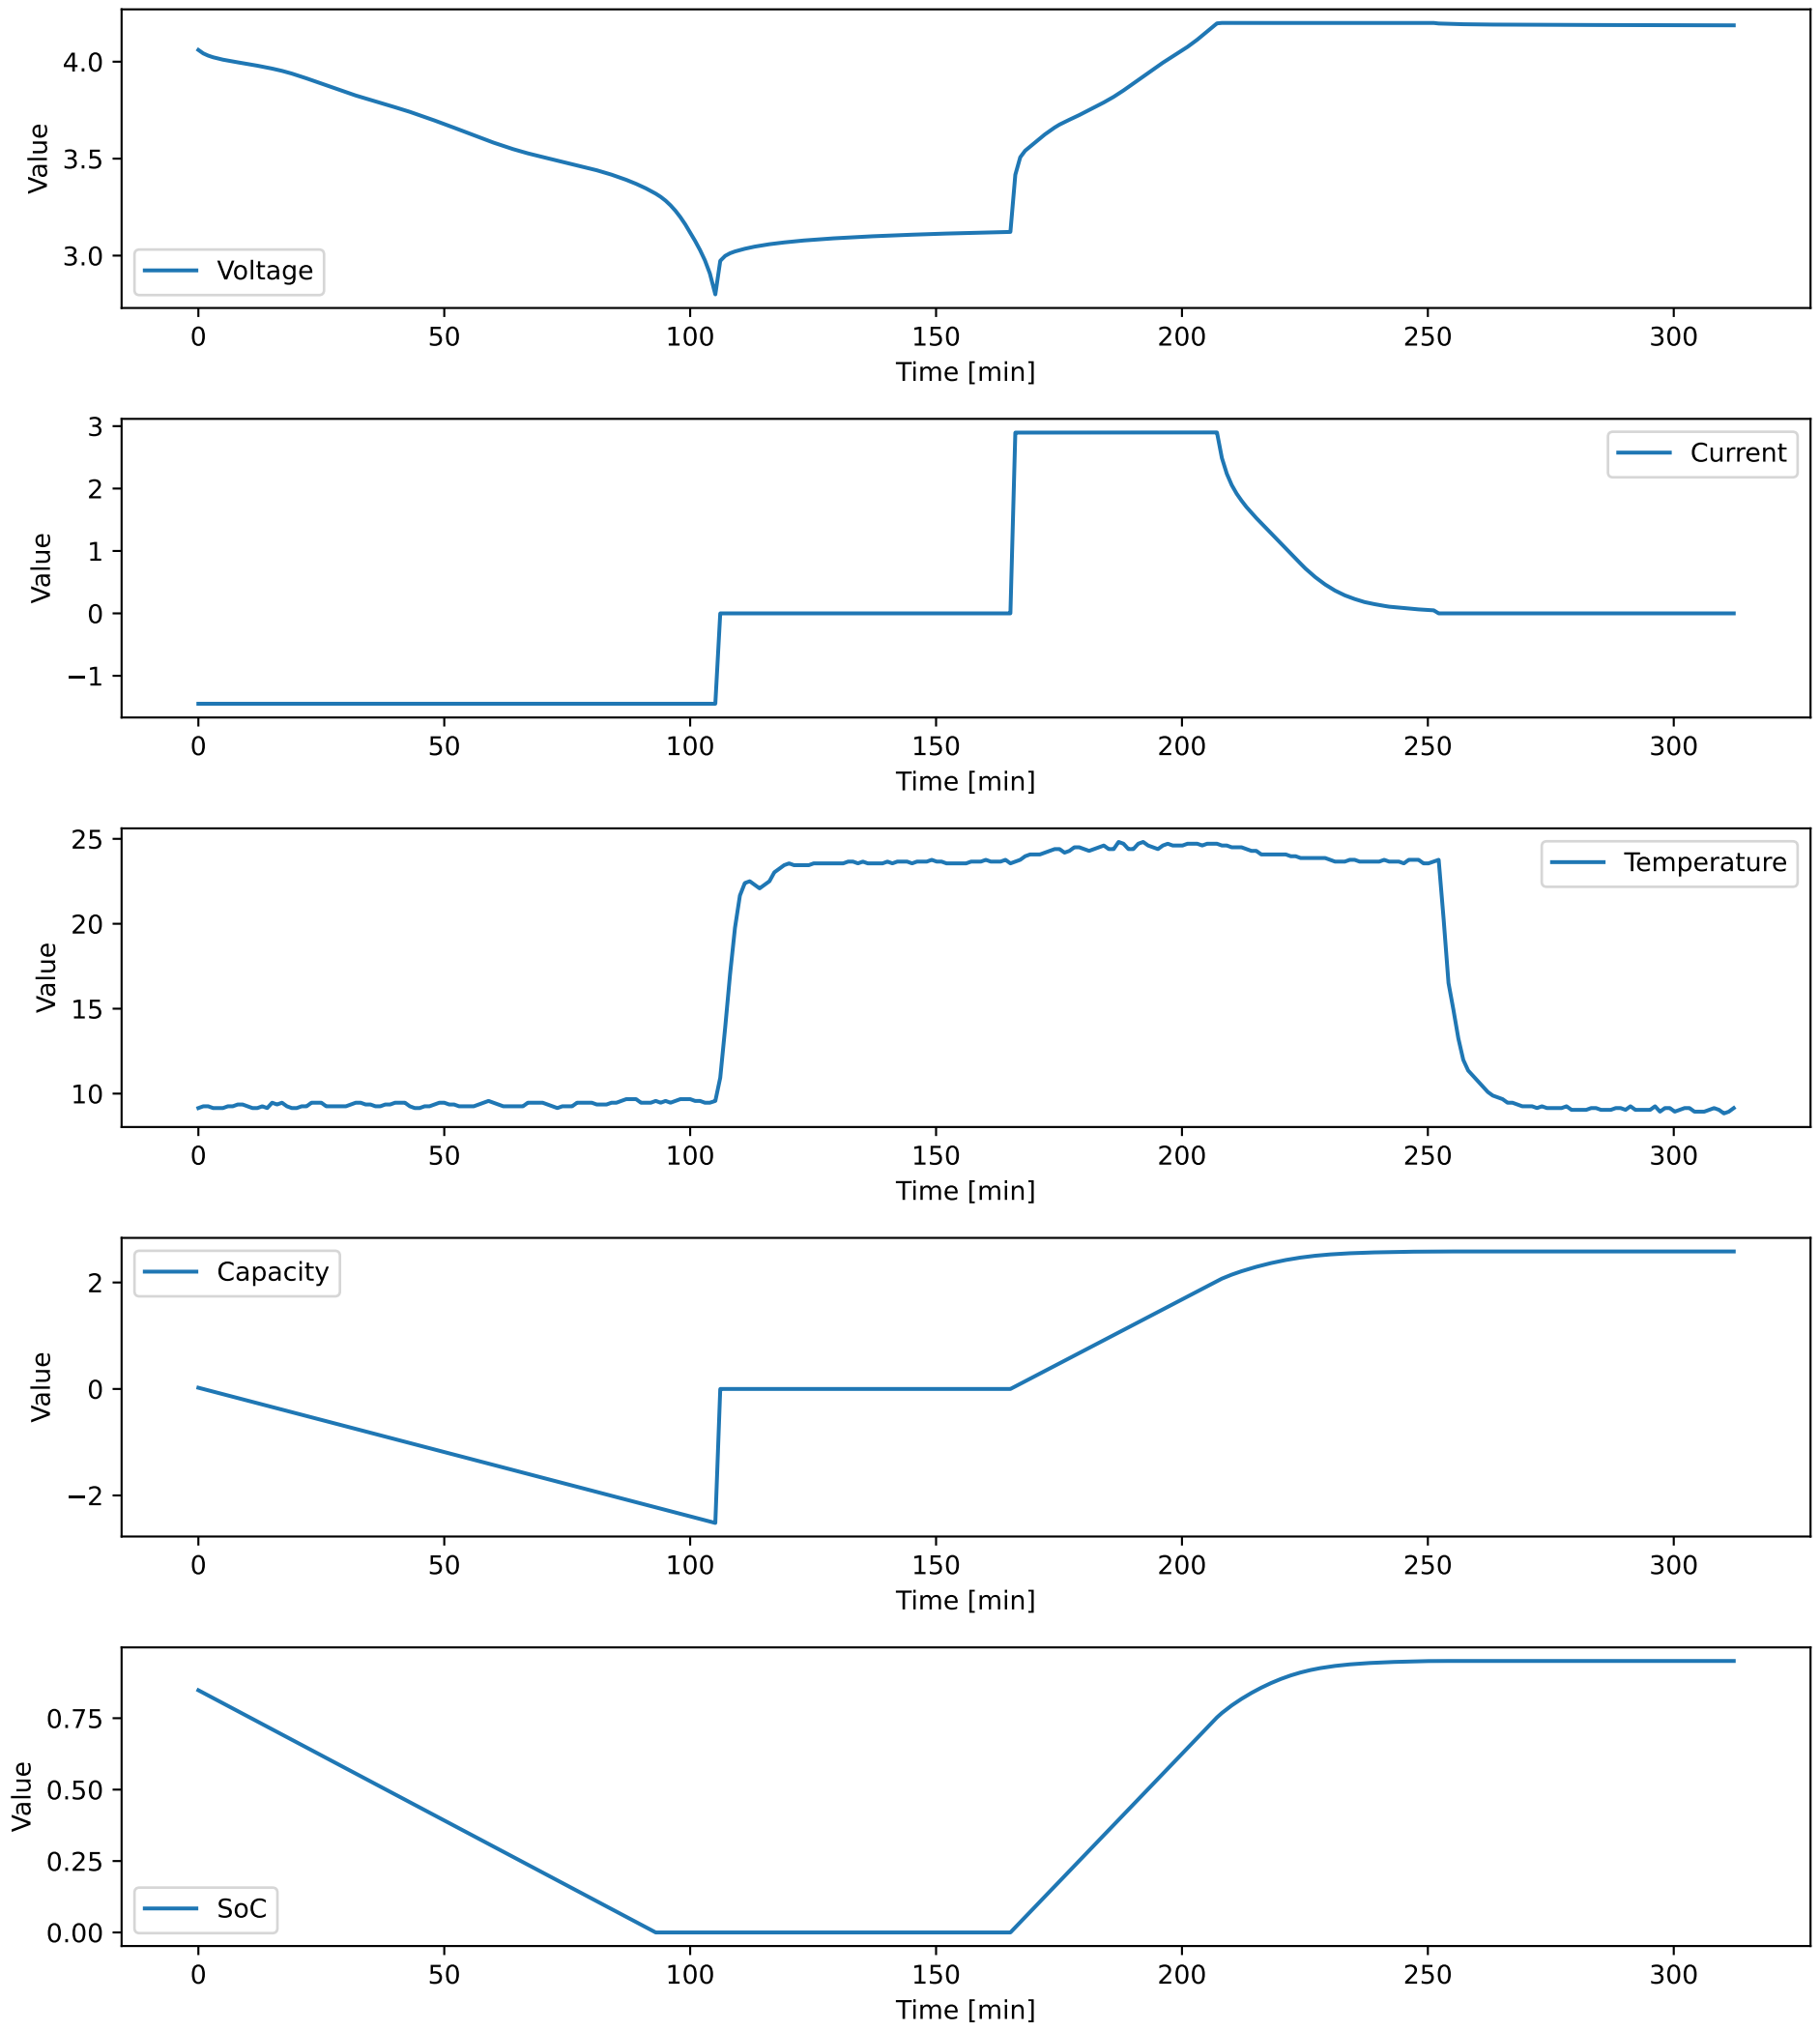 4.0
3.5
3.0
Value
Voltage
0 50 100 150 200 250 300
Time [min]
3
2
1
0
−1
Value
Current
0 50 100 150 200 250 300
Time [min]
25
20
15
10
Value
Temperature
0 50 100 150 200 250 300
Time [min]
2
0
−2
Value
Capacity
0 50 100 150 200 250 300
Time [min]
0.75
0.50
0.25
0.00
Value
SoC
0 50 100 150 200 250 300
Time [min]